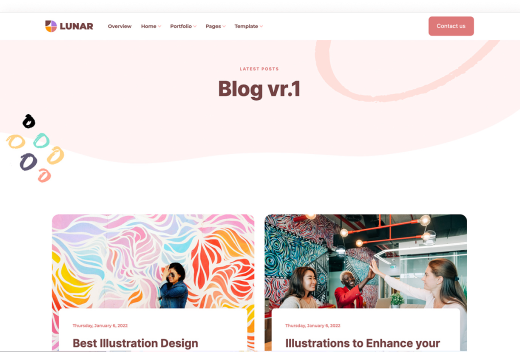 LUNAR
Overview Home Portfolio Pages Template
Contact us
LATEST POSTS
Blog vr.1
Thursday, January 6, 2022
Best Illustration Design
Thursday, January 6, 2022
Illustrations to Enhance your